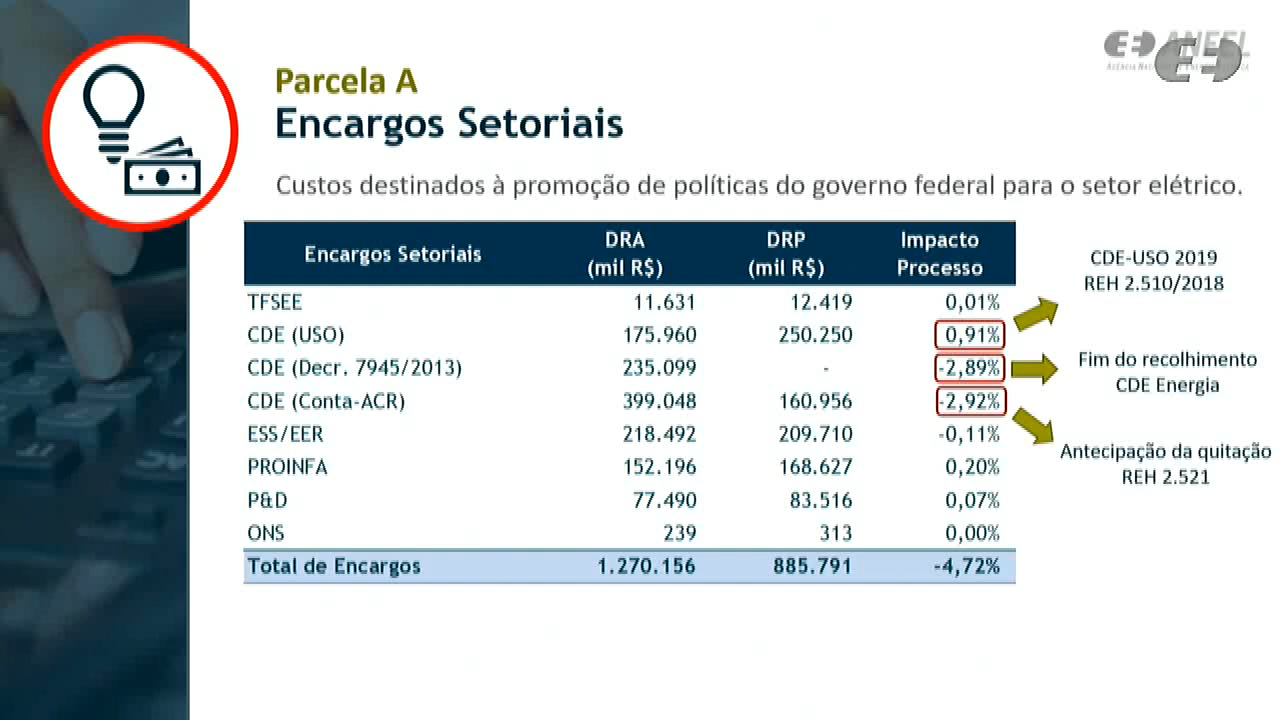 ANEEL
Parcela A
Encargos Setoriais
Custos destinados à promoção de políticas do governo federal para o setor elétrico.
Encargos Setoriais DRA (mil R$) DRP (mil R$) Impacto Processo
TFSEE 11.631 12.419 0,01%
CDE (USO) 175.960 250.250 0,91%
CDE (Decr. 7945/2013) 235.099 - -2,89%
CDE (Conta-ACR) 399.048 160.956 -2,92%
ESS/EER 218.492 209.710 -0,11%
PROINFA 152.196 168.627 0,20%
P&D 77.490 83.516 0,07%
ONS 239 313 0,00%
Total de Encargos 1.270.156 885.791 -4,72%
CDE-USO 2019
REH 2.510/2018
Fim do recolhimento
CDE Energia
Antecipação da quitação
REH 2.521